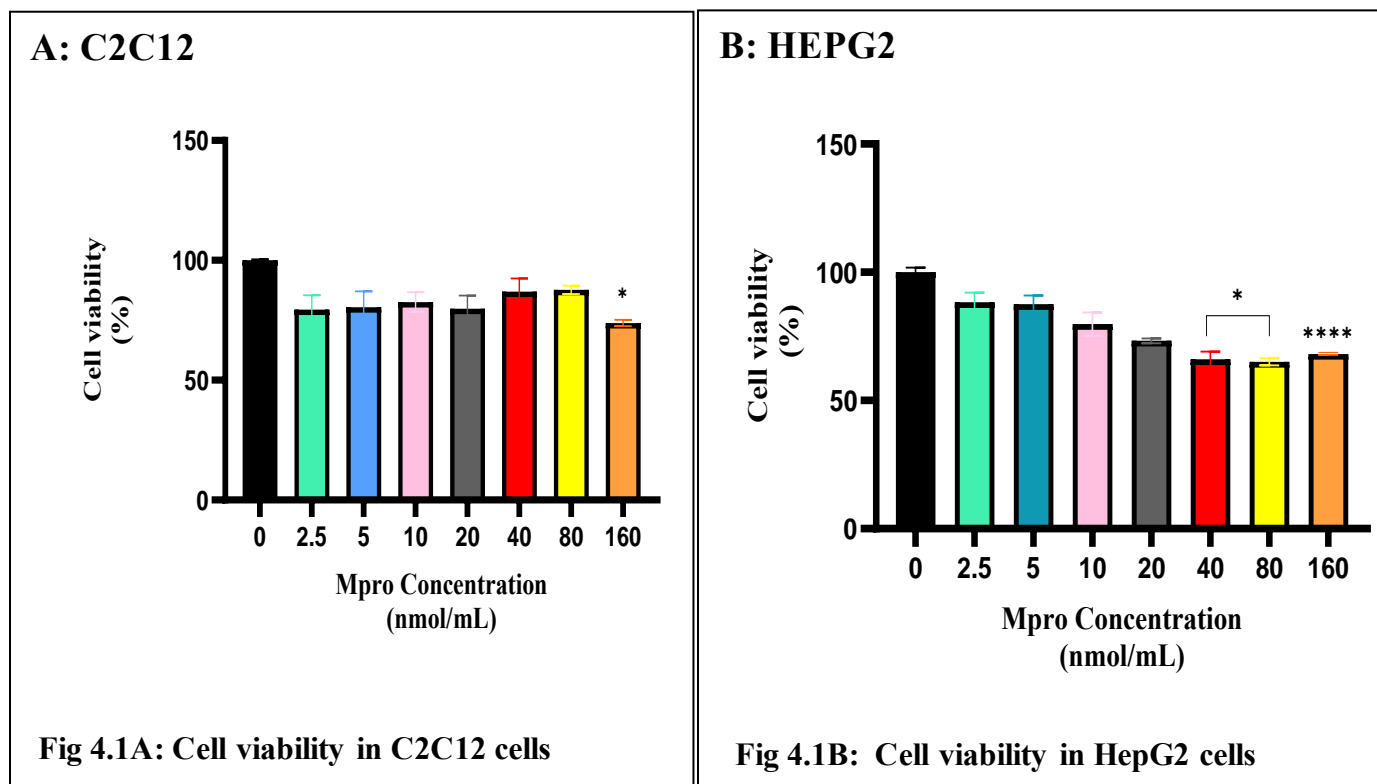 A: C2C12
150
100
50
0
Cell viability
(%)
*
0 2.5 5 10 20 40 80 160
Mpro Concentration
(nmol/mL)
Fig 4.1A: Cell viability in C2C12 cells
B: HEPG2
150
100
50
0
Cell viability
(%)
*
****
0 2.5 5 10 20 40 80 160
Mpro Concentration
(nmol/mL)
Fig 4.1B: Cell viability in HepG2 cells